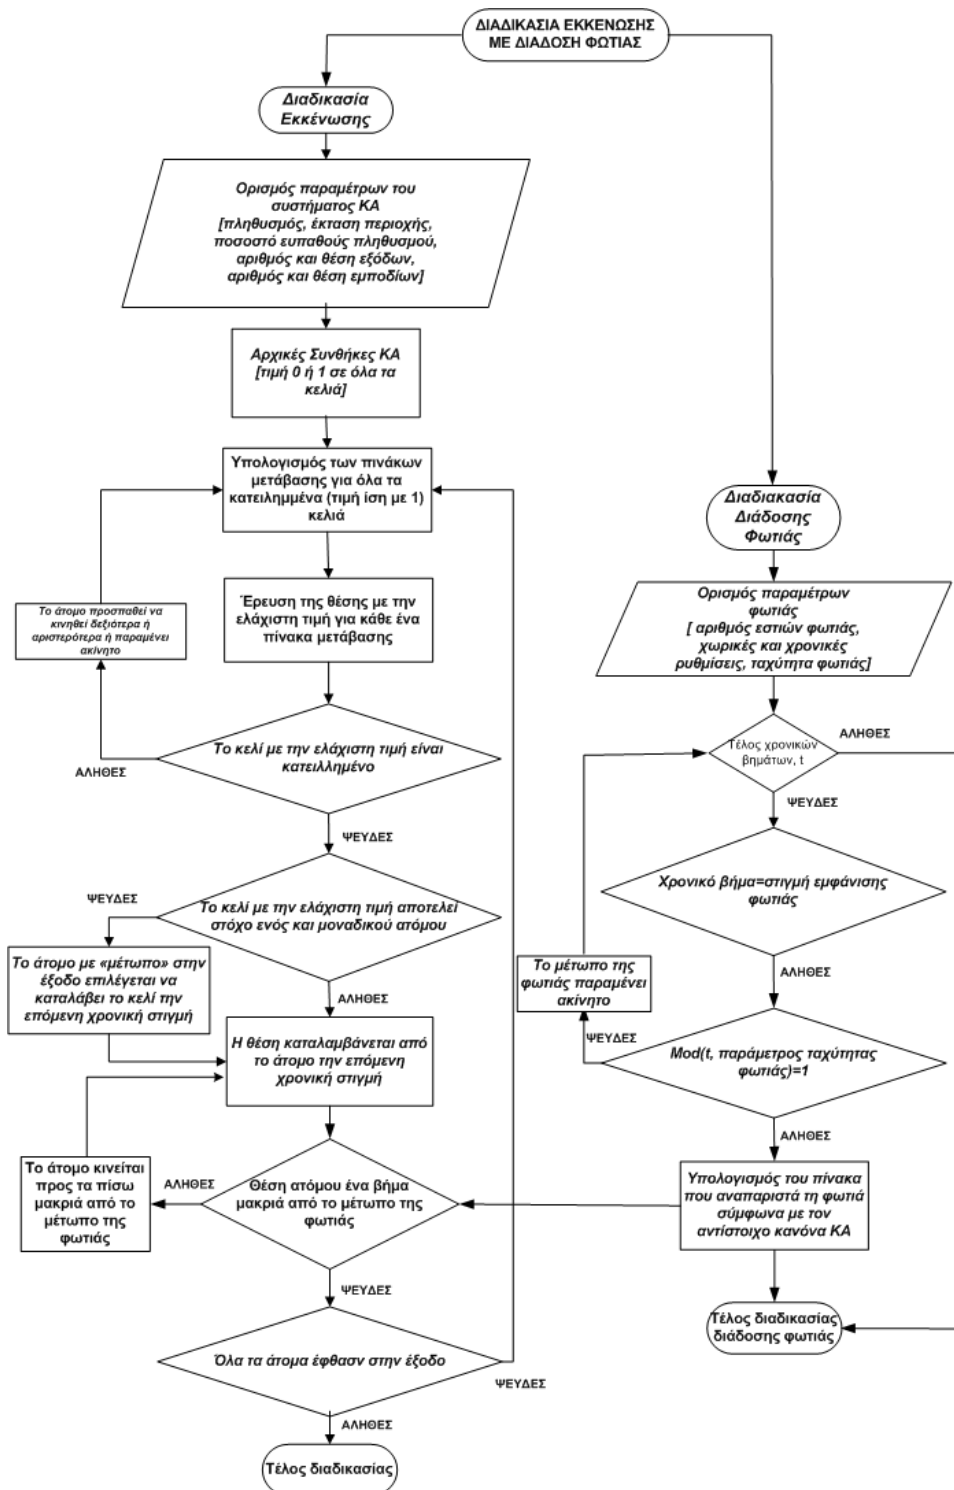 ΔΙΑΔΙΚΑΣΙΑ ΕΚΚΕΝΩΣΗΣ
ΜΕ ΔΙΑΔΟΣΗ ΦΩΤΙΑΣ
Διαδικασία
Εκκένωσης
Ορισμός παραμέτρων του
συστήματος ΚΑ
[πληθυσμός, έκταση περιοχής,
ποσοστό ευπαθούς πληθυσμού,
αριθμός και θέση εξόδων,
αριθμός και θέση εμποδίων]
Αρχικές Συνθήκες ΚΑ
[τιμή 0 ή 1 σε όλα τα
κελιά]
Υπολογισμός των πινάκων
μετάβασης για όλα τα
κατειλημμένα (τιμή ίση με 1)
κελιά
Έρευση της θέσης με την
ελάχιστη τιμή για κάθε ένα
πίνακα μετάβασης
Το άτομο προσπαθεί να
κινηθεί δεξιότερα ή
αριστερότερα ή παραμένει
ακίνητο
Το κελί με την ελάχιστη τιμή είναι
κατειλλημένο
ΑΛΗΘΕΣ
ΨΕΥΔΕΣ
Το κελί με την ελάχιστη τιμή αποτελεί
στόχο ενός και μοναδικού ατόμου
ΨΕΥΔΕΣ
Το άτομο με «μέτωπο» στην
έξοδο επιλέγεται να
καταλάβει το κελί την
επόμενη χρονική στιγμή
ΑΛΗΘΕΣ
Η θέση καταλαμβάνεται από
το άτομο την επόμενη
χρονική στιγμή
Θέση ατόμου ένα βήμα
μακριά από το μέτωπο της
φωτιάς
ΑΛΗΘΕΣ
Το άτομο κινείται
προς τα πίσω
μακριά από το
μέτωπο της
φωτιάς
ΨΕΥΔΕΣ
Όλα τα άτομα έφθασν στην έξοδο
ΨΕΥΔΕΣ
ΑΛΗΘΕΣ
Τέλος διαδικασίας
Διαδιακασία
Διάδοσης
Φωτιάς
Ορισμός παραμέτρων
φωτιάς
[ αριθμός εστιών φωτιάς,
χωρικές και χρονικές
ρυθμίσεις, ταχύτητα φωτιάς]
Τέλος χρονικών
βημάτων, t
ΑΛΗΘΕΣ
ΨΕΥΔΕΣ
Χρονικό βήμα=στιγμή εμφάνισης
φωτιάς
Το μέτωπο της
φωτιάς παραμένει
ακίνητο
ΑΛΗΘΕΣ
ΨΕΥΔΕΣ
Mod(t, παράμετρος ταχύτητας
φωτιάς)=1
ΑΛΗΘΕΣ
Υπολογισμός του πίνακα
που αναπαριστά τη φωτιά
σύμφωνα με τον
αντίστοιχο κανόνα ΚΑ
Τέλος διαδικασίας
διάδοσης φωτιάς